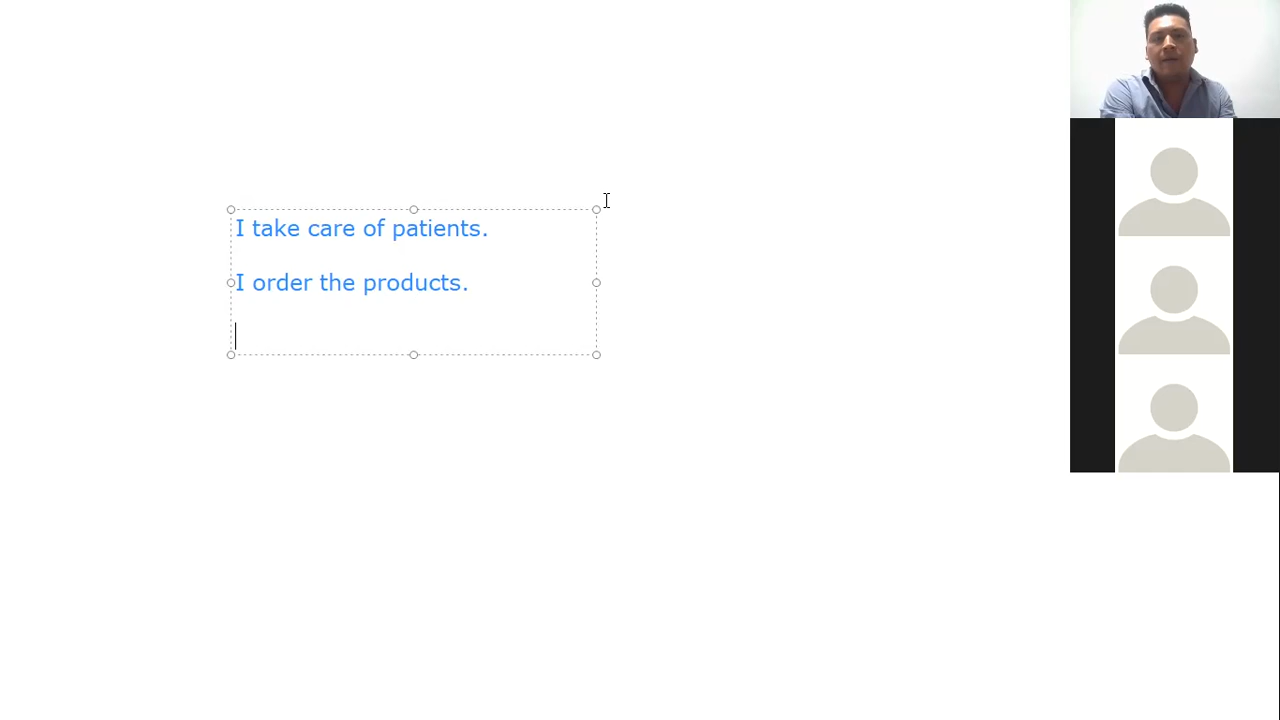 I take care of patients.
I order the products.